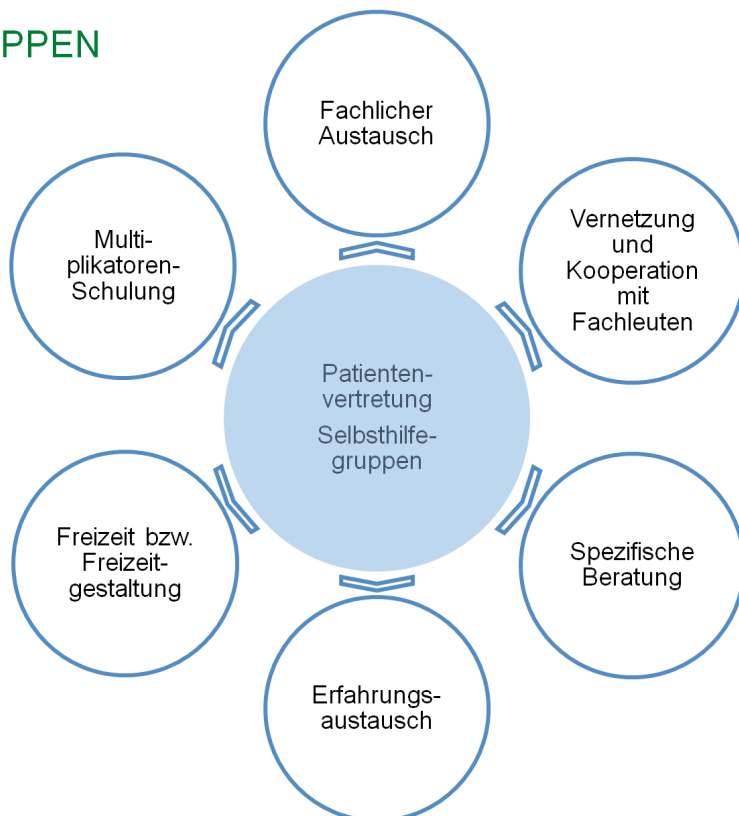 PPEN
Fachlicher
Austausch
Vernetzung
und
Kooperation
mit
Fachleuten
Spezifische
Beratung
Erfahrungs-
austausch
Freizeit bzw.
Freizeit-
gestaltung
Multi-
plikatoren-
Schulung
Patienten-
vertretung
Selbsthilfe-
gruppen